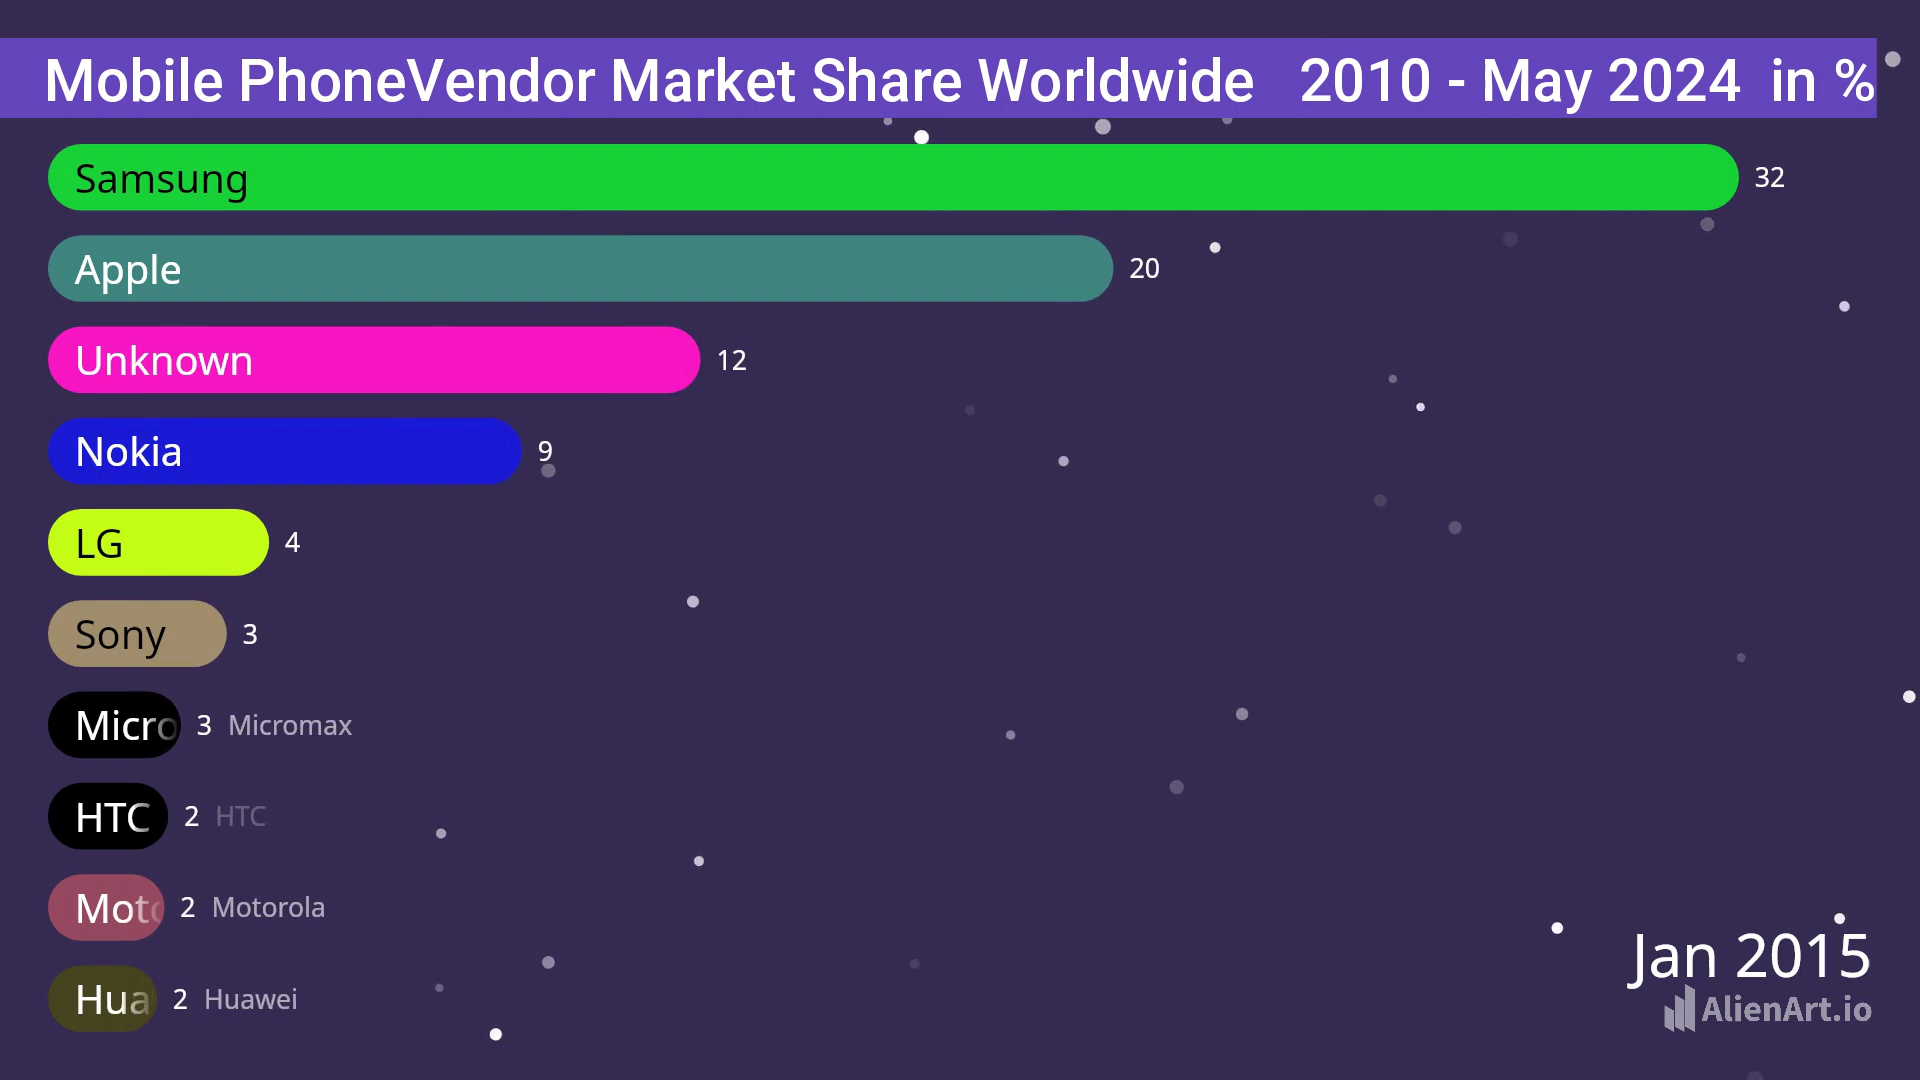 Mobile PhoneVendor Market Share Worldwide 2010 - May 2024 in %
Samsung 32
Apple 20
Unknown 12
Nokia 9
LG 4
Sony 3
Micro 3 Micromax
HTC 2 HTC
Moto 2 Motorola
Hua 2 Huawei
Jan 2015
AlienArt.io